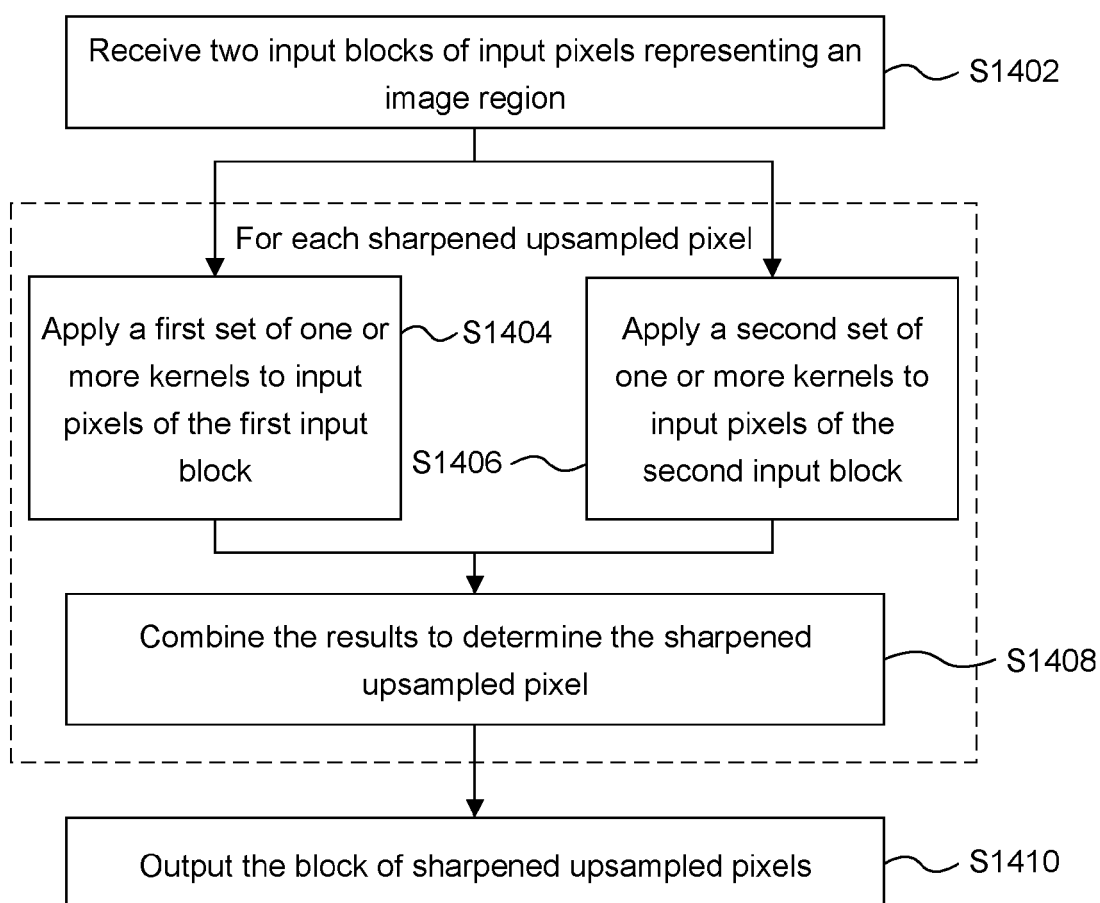 Receive two input blocks of input pixels representing an
image region
S1402
For each sharpened upsampled pixel
Apply a first set of one or
more kernels to input
pixels of the first input
block
S1404
Apply a second set of
one or more kernels to
input pixels of the
second input block
S1406
Combine the results to determine the sharpened
upsampled pixel
S1408
Output the block of sharpened upsampled pixels
S1410